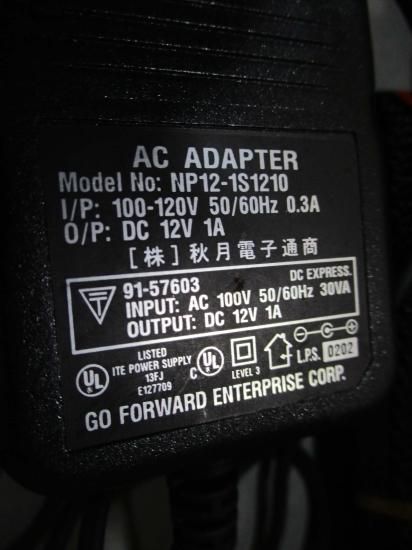 AC ADAPTER
Model No: NP12-1S1210
I/P: 100-120V 50/60Hz 0.3A
O/P: DC 12V 1A
[株] 秋月電子通商
DC EXPRESS.
91-57603
INPUT: AC 100V 50/60Hz 30VA
OUTPUT: DC 12V 1A
UL LISTED C UL
ITE POWER SUPPLY
13FJ
E127709
LEVEL 3
L.P.S. 0202
GO FORWARD ENTERPRISE CORP.